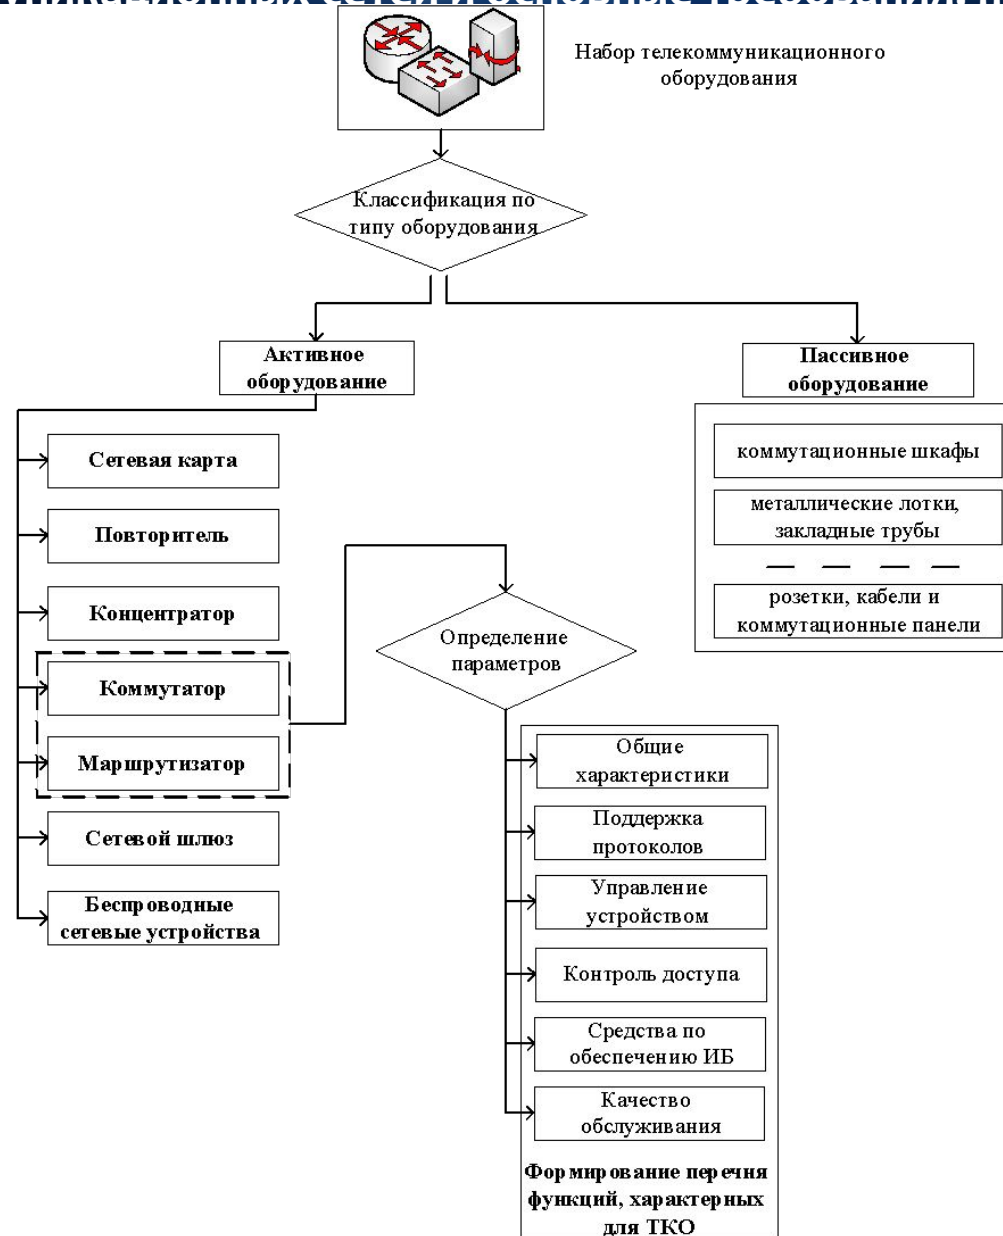 Набор телекоммуникационного
оборудования
Классификация по
типу оборудования
Активное
оборудование
Пассивное
оборудование
Сетевая карта
Повторитель
Концентратор
Коммутатор
Маршрутизатор
Сетевой шлюз
Беспроводные
сетевые устройства
коммутационные шкафы
металлические лотки,
закладные трубы
розетки, кабели и
коммутационные панели
Определение
параметров
Общие
характеристики
Поддержка
протоколов
Управление
устройством
Контроль доступа
Средства по
обеспечению ИБ
Качество
обслуживания
Формирование перечня
функций, характерных
для ТКО